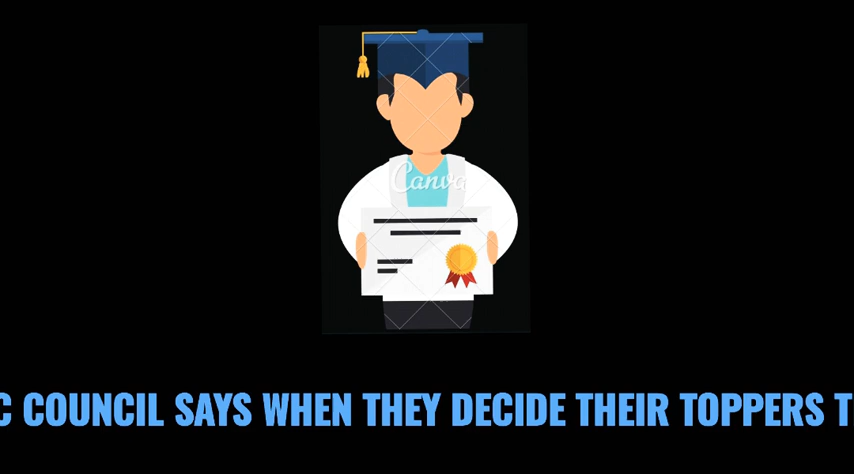 Canva
C COUNCIL SAYS WHEN THEY DECIDE THEIR TOPPERS T